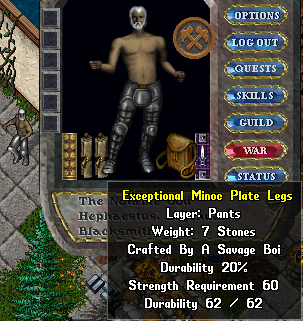 OPTIONS
LOG OUT
QUESTS
SKILLS
GUILD
WAR
STATUS
The
Hephaestus,
Blacksmith
Exceptional Minoc Plate Legs
Layer: Pants
Weight: 7 Stones
Crafted By A Savage Boi
Durability 20%
Strength Requirement 60
Durability 62 / 62